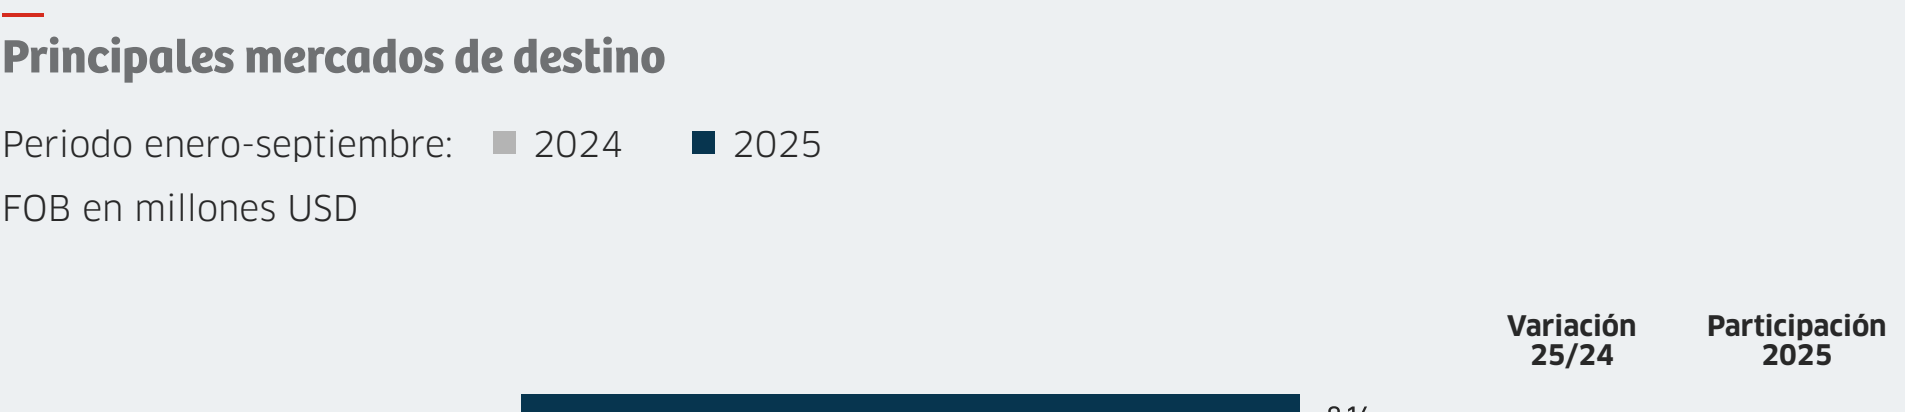 Principales mercados de destino
Periodo enero-septiembre: 2024 2025
FOB en millones USD
Variación 25/24
Participación 2025